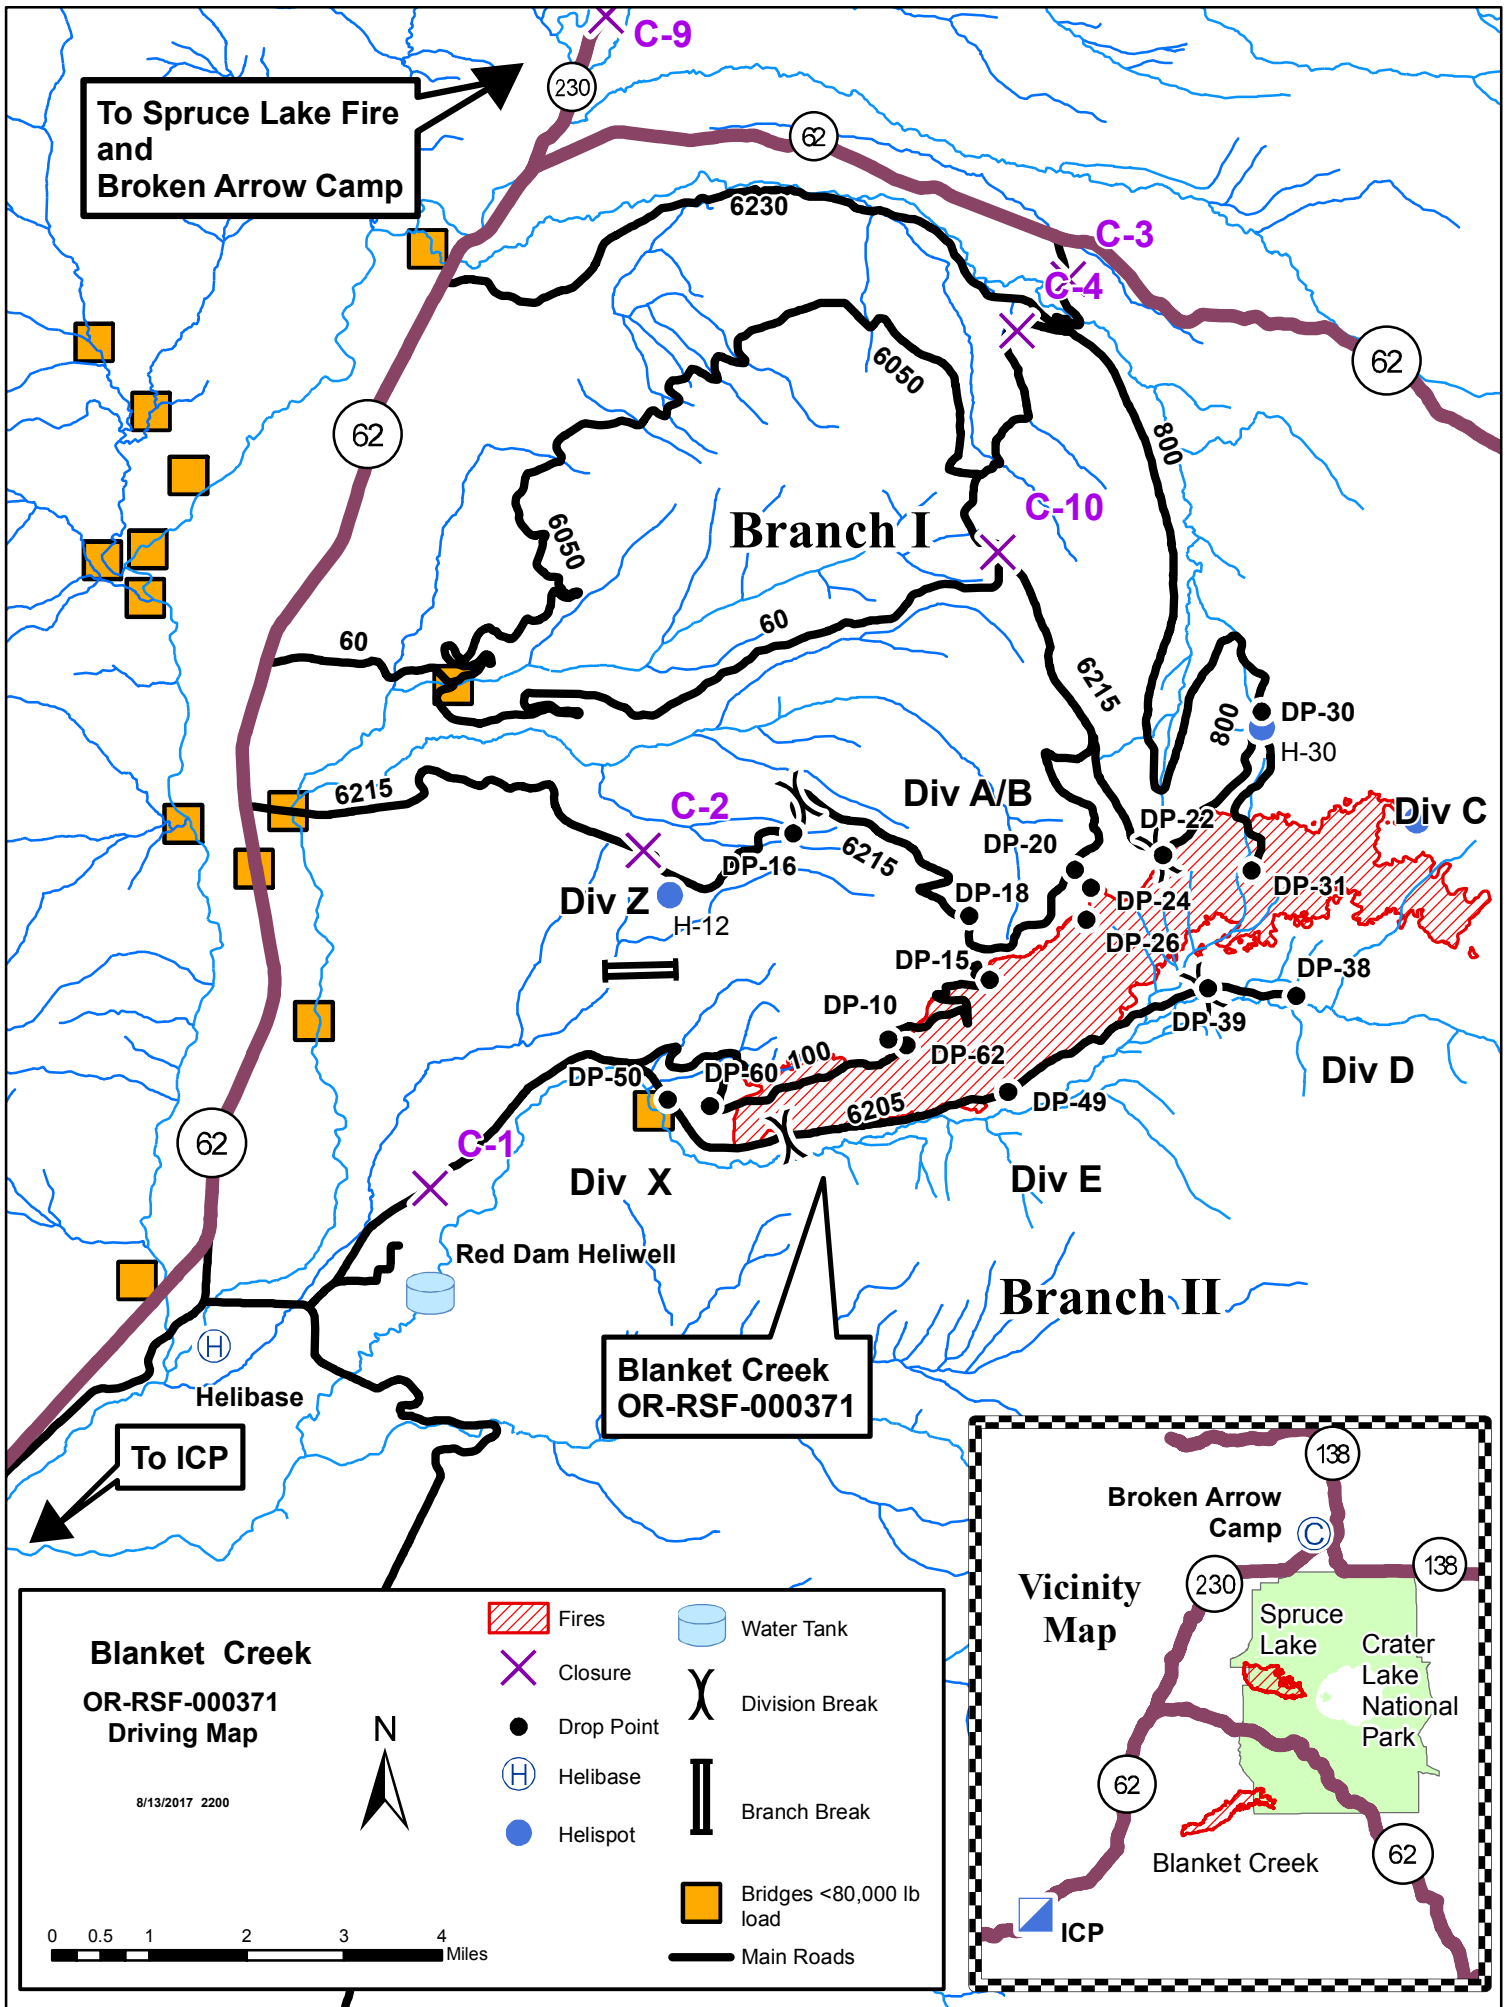 C-9
230
To Spruce Lake Fire
and
Broken Arrow Camp
62
6230
C-3
C-4
62
6050
62
800
C-10
Branch I
6050
60
60
6215
800
DP-30
H-30
6215
C-2
Div A/B
Div C
DP-22
DP-20
6215
DP-16
DP-18
DP-24
DP-31
Div Z
H-12
DP-26
DP-15
DP-38
DP-10
DP-39
DP-62
100
DP-50
DP-60
Div D
6205
DP-49
62
C-1
Div X
Div E
Red Dam Heliwell
Branch II
H
Helibase
Blanket Creek
OR-RSF-000371
To ICP
138
Broken Arrow
Camp
C
138
230
Vicinity
Map
Spruce
Lake
Crater
Lake
National
Park
62
62
Blanket Creek
ICP
Blanket Creek
OR-RSF-000371
Driving Map
8/13/2017 2200
N
0 0.5 1 2 3 4
Miles
Fires
Closure
Drop Point
H
Helibase
Helispot
Water Tank
Division Break
Branch Break
Bridges <80,000 lb
load
Main Roads